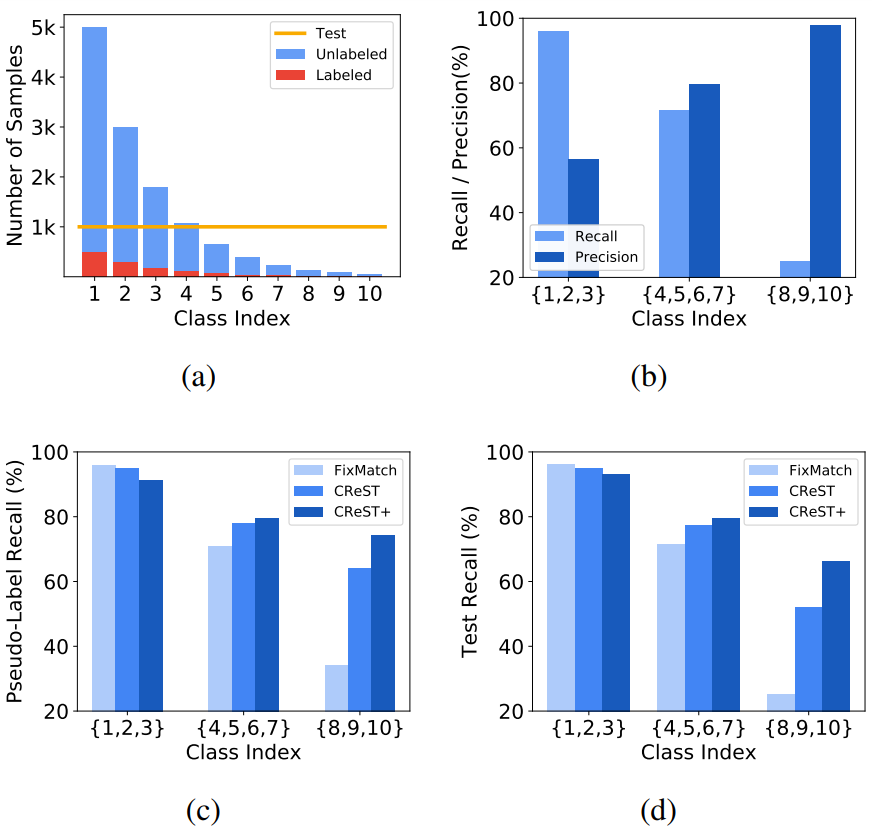 5k
4k
3k
2k
1k
Number of Samples
Test
Unlabeled
Labeled
1 2 3 4 5 6 7 8 9 10
Class Index
(a)
100
80
60
40
20
Recall / Precision(%)
Recall
Precision
{1,2,3} {4,5,6,7} {8,9,10}
Class Index
(b)
100
80
60
40
20
Pseudo-Label Recall (%)
FixMatch
CReST
CReST+
{1,2,3} {4,5,6,7} {8,9,10}
Class Index
(c)
100
80
60
40
20
Test Recall (%)
FixMatch
CReST
CReST+
{1,2,3} {4,5,6,7} {8,9,10}
Class Index
(d)